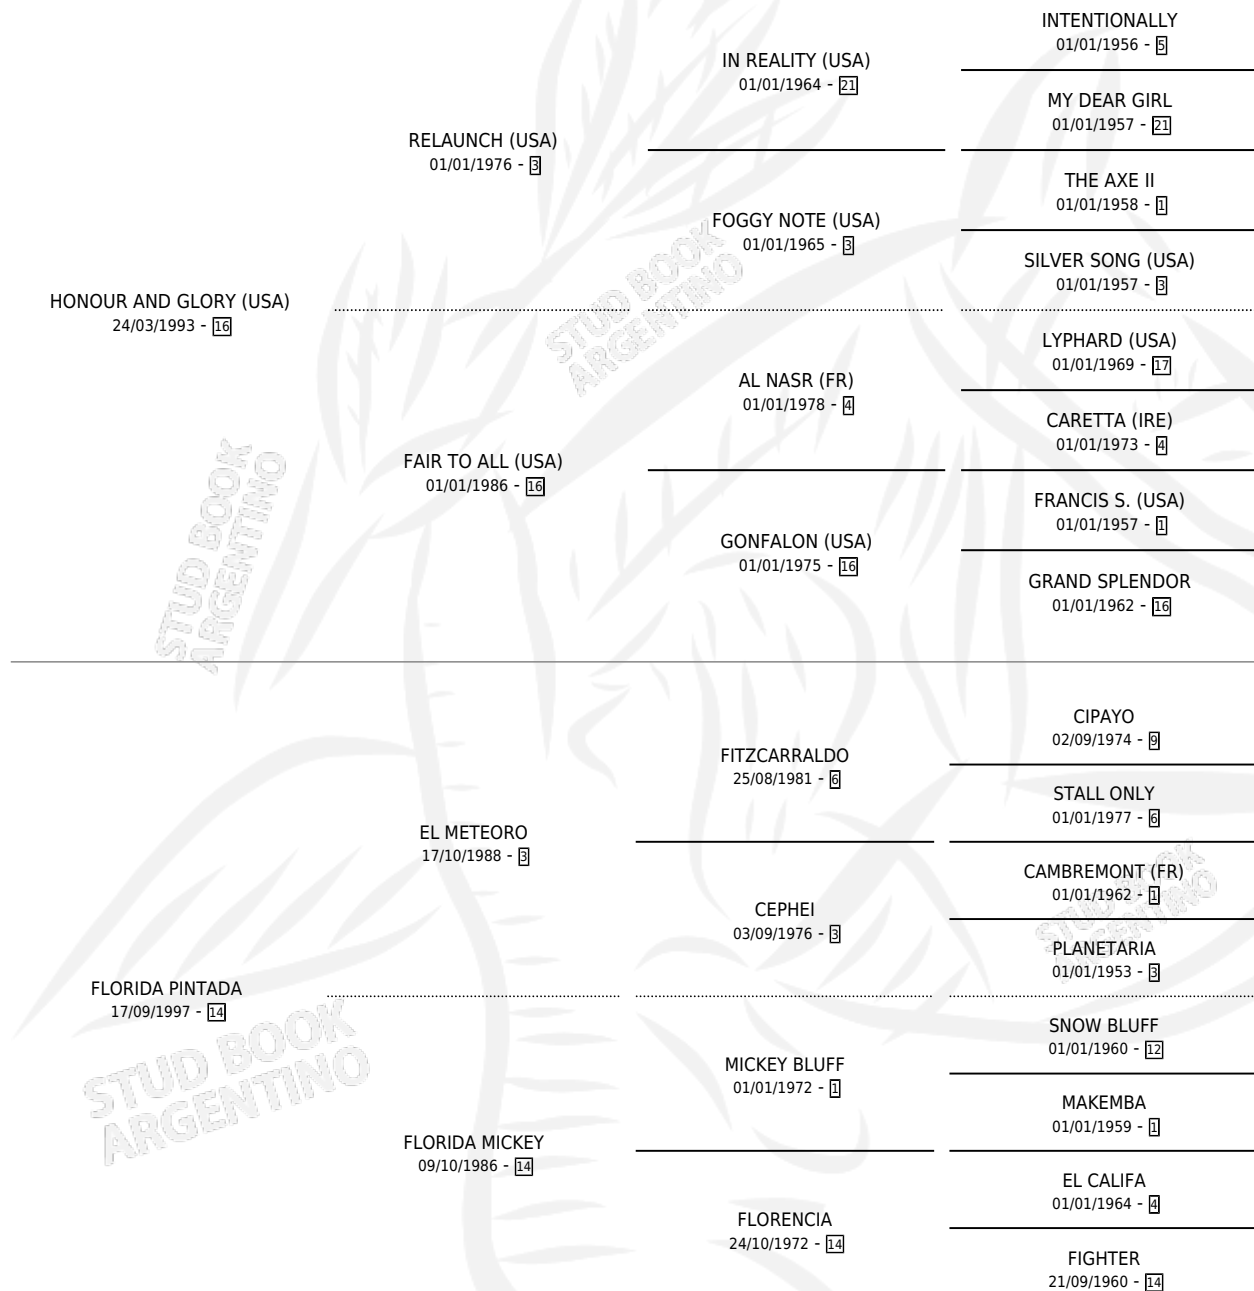 INTENTIONALLY
01/01/1956 - 5
IN REALITY (USA)
01/01/1964 - 21
MY DEAR GIRL
01/01/1957 - 21
RELAUNCH (USA)
01/01/1976 - 3
THE AXE II
01/01/1958 - 1
FOGGY NOTE (USA)
01/01/1965 - 3
SILVER SONG (USA)
01/01/1957 - 3
HONOUR AND GLORY (USA)
24/03/1993 - 16
LYPHARD (USA)
01/01/1969 - 17
AL NASR (FR)
01/01/1978 - 4
CARETTA (IRE)
01/01/1973 - 4
FAIR TO ALL (USA)
01/01/1986 - 16
FRANCIS S. (USA)
01/01/1957 - 1
GONFALON (USA)
01/01/1975 - 16
GRAND SPLENDOR
01/01/1962 - 16
STUD BOOK
ARGENTINO
STUD BOOK
ARGENTINO
CIPAYO
02/09/1974 - 9
FITZCARRALDO
25/08/1981 - 6
STALL ONLY
01/01/1977 - 6
EL METEORO
17/10/1988 - 3
CAMBREMONT (FR)
01/01/1962 - 1
CEPHEI
03/09/1976 - 3
PLANETARIA
01/01/1953 - 3
FLORIDA PINTADA
17/09/1997 - 14
SNOW BLUFF
01/01/1960 - 12
MICKEY BLUFF
01/01/1972 - 1
MAKEMBA
01/01/1959 - 1
FLORIDA MICKEY
09/10/1986 - 14
EL CALIFA
01/01/1964 - 4
FLORENCIA
24/10/1972 - 14
FIGHTER
21/09/1960 - 14
STUD BOOK
ARGENTINO
STUD BOOK
ARGENTINO